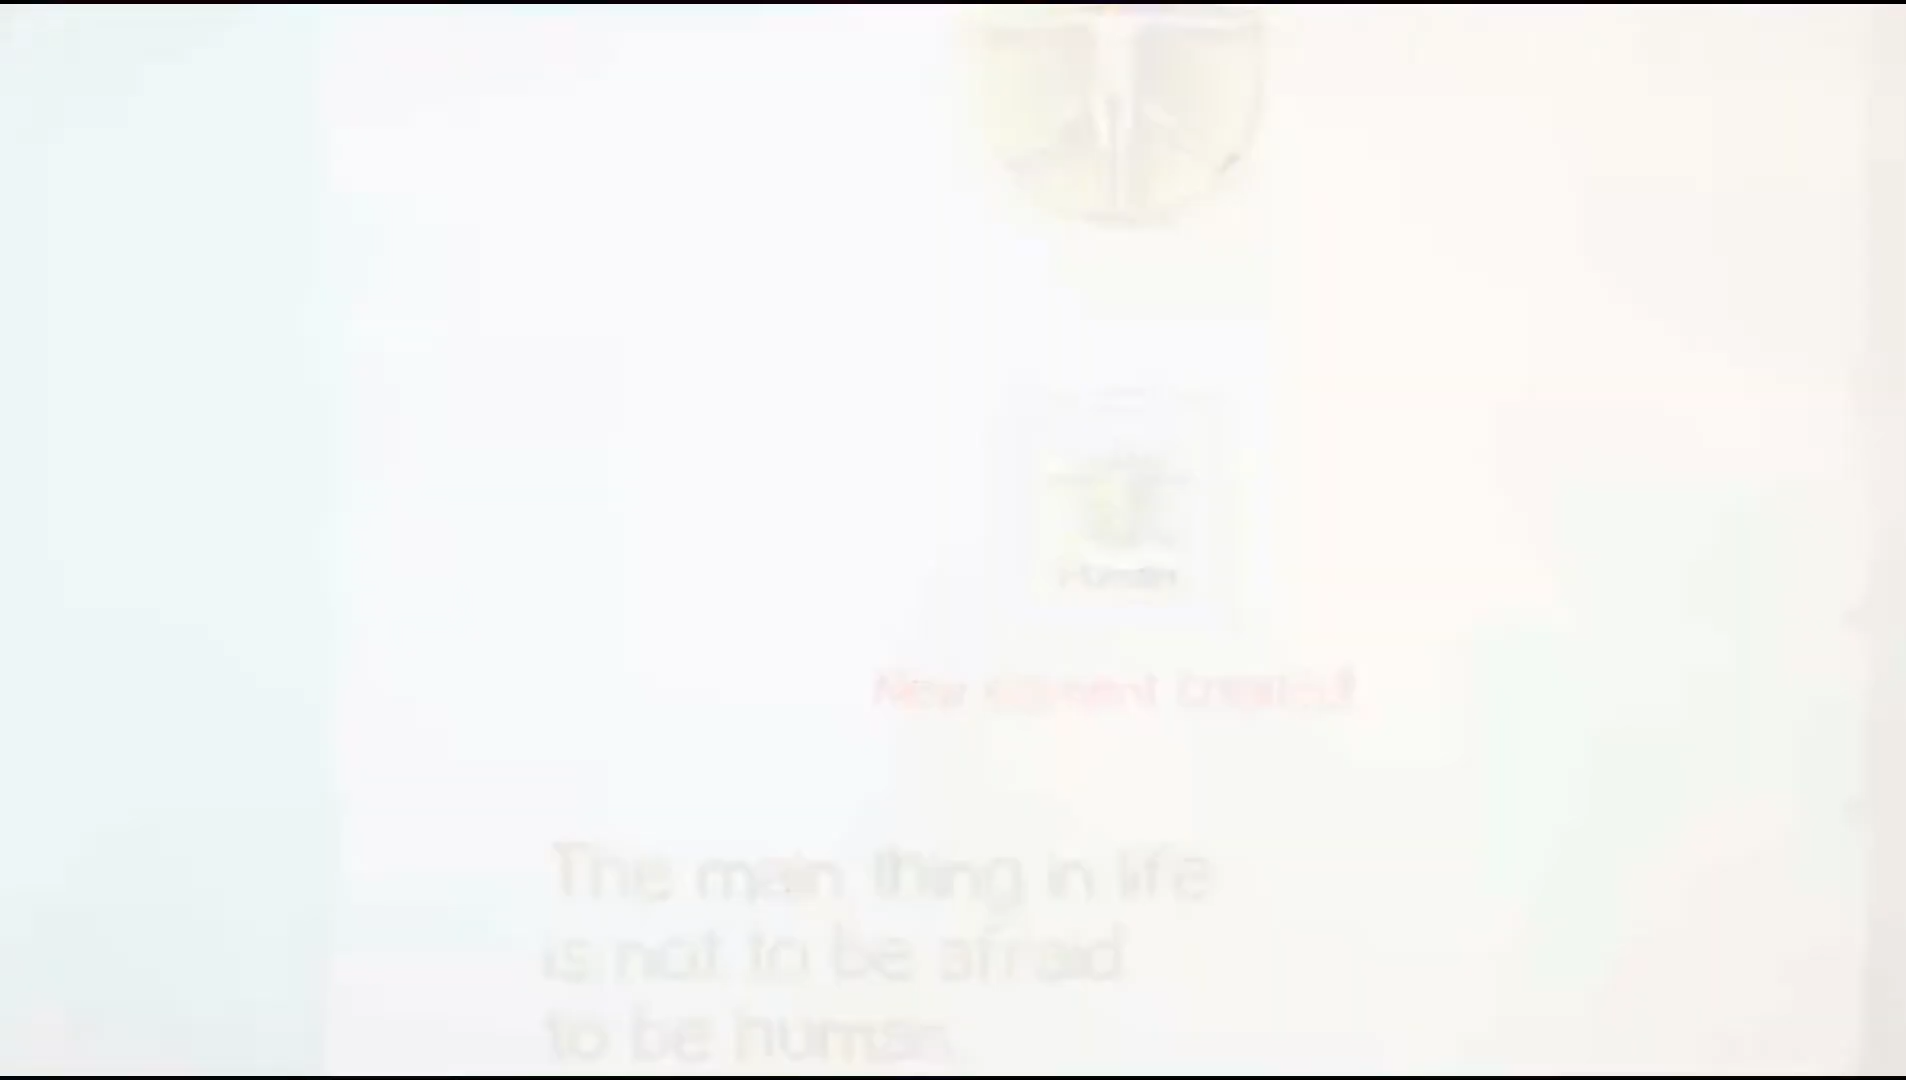 Human
New element created!
The main thing in life
is not to be afraid
to be human.